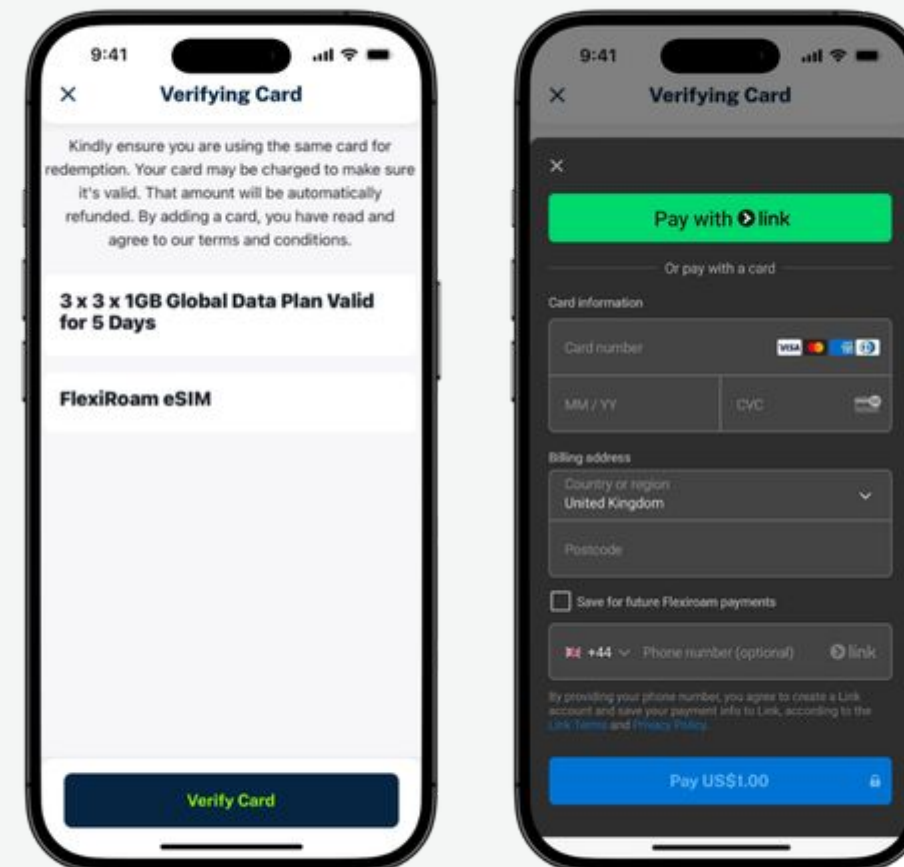 9:41
Verifying Card
Kindly ensure you are using the same card for
redemption. Your card may be charged to make sure
it's valid. That amount will be automatically
refunded. By adding a card, you have read and
agree to our terms and conditions.
3 x 3 x 1GB Global Data Plan Valid
for 5 Days
FlexiRoam eSIM
Verify Card
9:41
Verifying Card
Pay with link
Or pay with a card
Card information
Card number
VISA
MM / YY
CVC
Billing address
Country or region
United Kingdom
Postcode
Save for future Flexiroam payments
+44 Phone number (optional) link
By providing your phone number, you agree to create a Link
account and save your payment info to Link, according to the
Link Terms and Privacy Policy.
Pay US$1.00